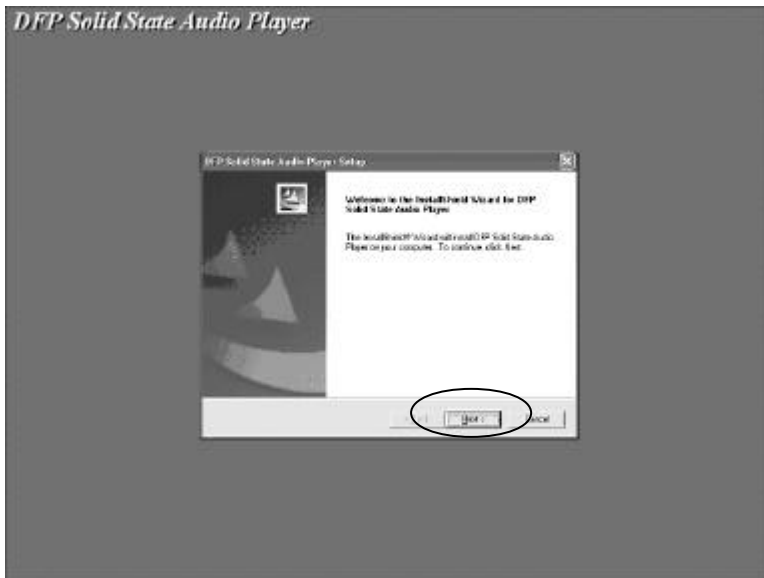 DFP Solid State Audio Player
DFP Solid State Audio Player Setup
Welcome to the InstallShield Wizard for DFP
Solid State Audio Player
The InstallShield® Wizard will install DFP Solid State Audio
Player on your computer. To continue, click Next.
Next > Cancel